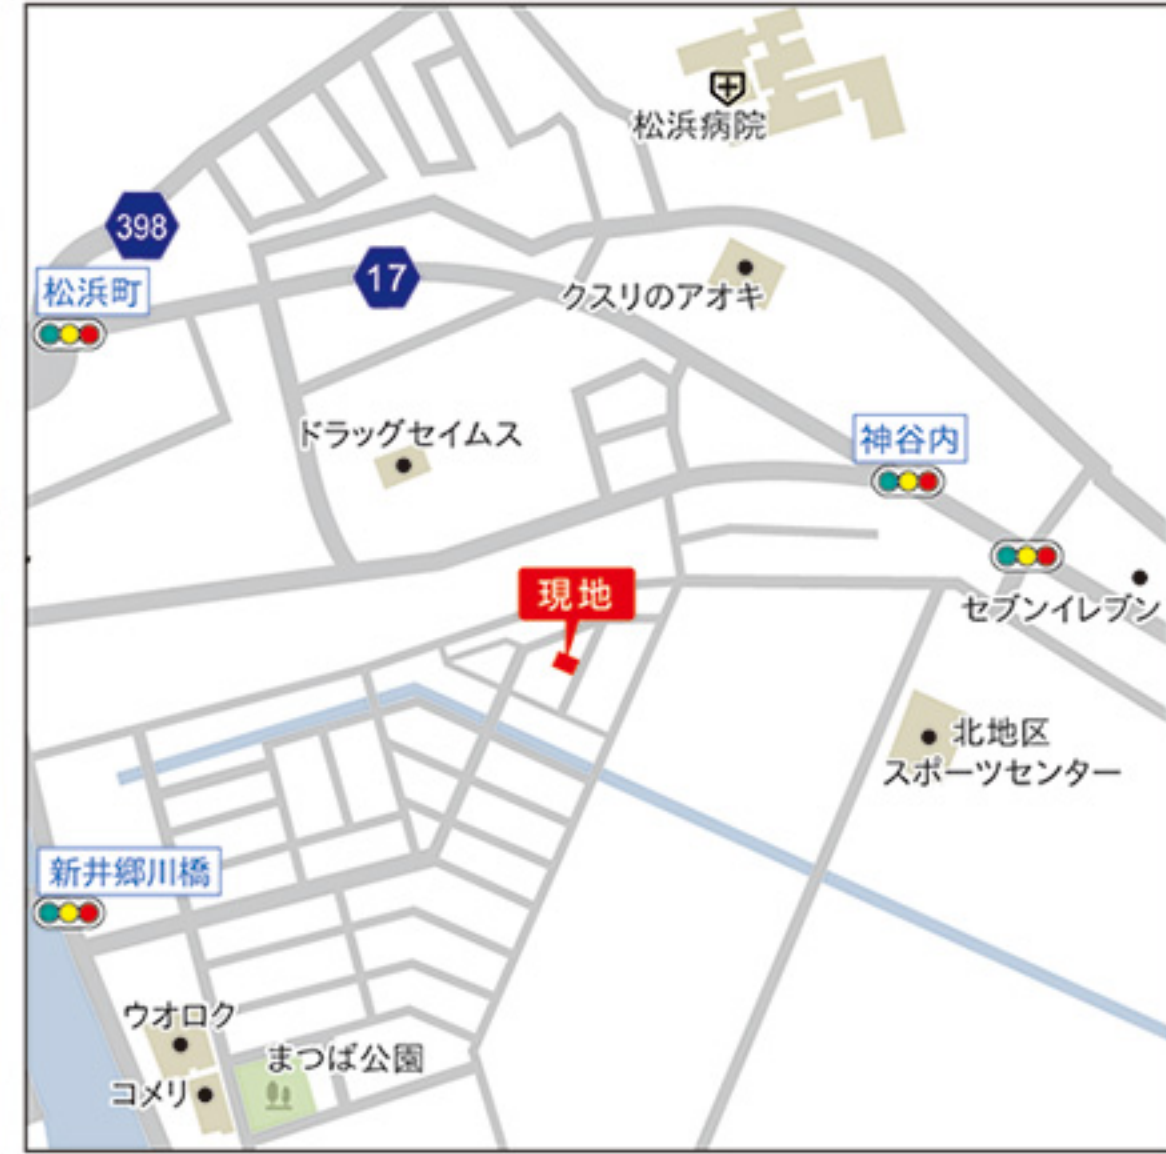 松浜病院
398
松浜町
17
クスリのアオキ
ドラッグセイムス
神谷内
現地
セブンイレブン
北地区
スポーツセンター
新井郷川橋
ウオロク
まつば公園
コメリ